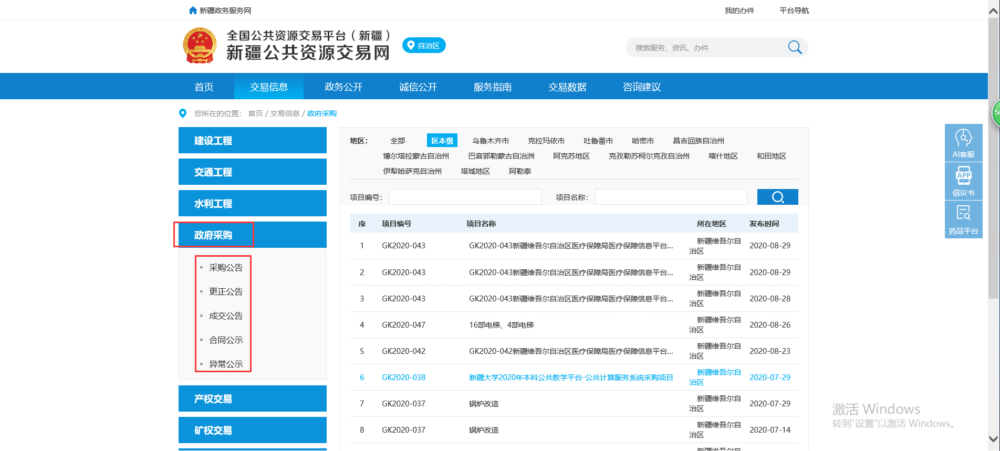 新疆政务服务网 我的办件 平台导航
全国公共资源交易平台（新疆）
新疆公共资源交易网
自治区
搜索服务、资讯、办件
首页 交易信息 政务公开 诚信公开 服务指南 交易数据 咨询建议
您所在的位置： 首页 / 交易信息 / 政府采购
建设工程
交通工程
水利工程
政府采购
采购公告
更正公告
成交公告
合同公示
异常公示
产权交易
矿权交易
地区： 全部 区本级 乌鲁木齐市 克拉玛依市 吐鲁番市 哈密市 昌吉回族自治州
博尔塔拉蒙古自治州 巴音郭勒蒙古自治洲 阿克苏地区 克孜勒苏柯尔克孜自治州 喀什地区 和田地区
伊犁哈萨克自治州 塔城地区 阿勒泰
项目编号： 项目名称：
序 项目编号 项目名称 所在地区 发布时间
1 GK2020-043 GK2020-043新疆维吾尔自治区医疗保障局医疗保障信息平台... 新疆维吾尔自治区 2020-08-29
2 GK2020-043 GK2020-043新疆维吾尔自治区医疗保障局医疗保障信息平台... 新疆维吾尔自治区 2020-08-29
3 GK2020-043 GK2020-043新疆维吾尔自治区医疗保障局医疗保障信息平台... 新疆维吾尔自治区 2020-08-28
4 GK2020-047 16部电梯、4部电梯 新疆维吾尔自治区 2020-08-26
5 GK2020-042 GK2020-042新疆维吾尔自治区医疗保障局医疗保障信息平台... 新疆维吾尔自治区 2020-08-23
6 GK2020-038 新疆大学2020年本科公共教学平台-公共计算服务系统采购项目 新疆维吾尔自治区 2020-07-29
7 GK2020-037 锅炉改造 新疆维吾尔自治区 2020-07-29
8 GK2020-037 锅炉改造 新疆维吾尔自治区 2020-07-14
AI客服
APP
倡议书
药品平台
激活 Windows
转到“设置”以激活 Windows。